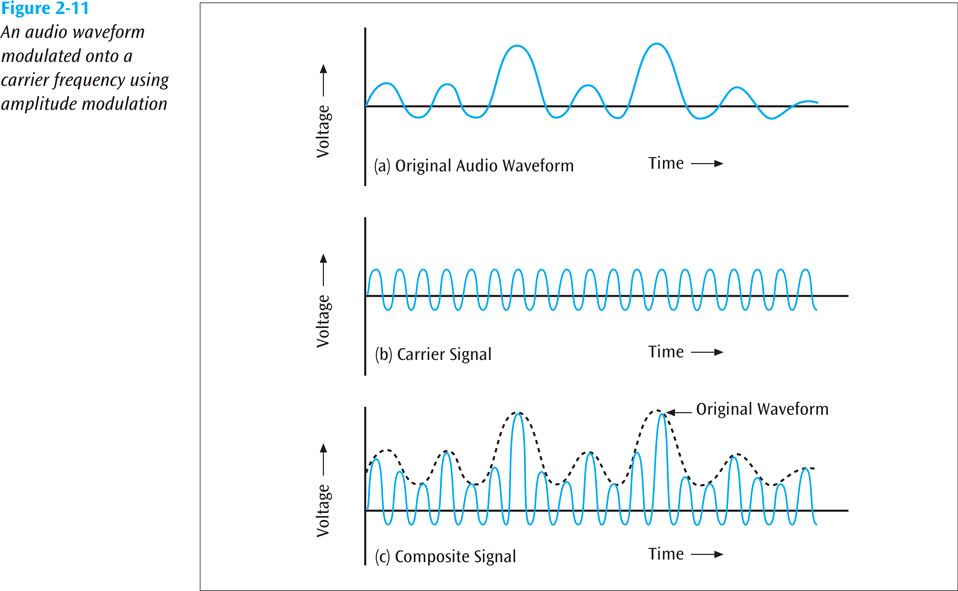 Figure 2-11
An audio waveform
modulated onto a
carrier frequency using
amplitude modulation
Voltage
(a) Original Audio Waveform
Time
Voltage
(b) Carrier Signal
Time
Original Waveform
Voltage
(c) Composite Signal
Time